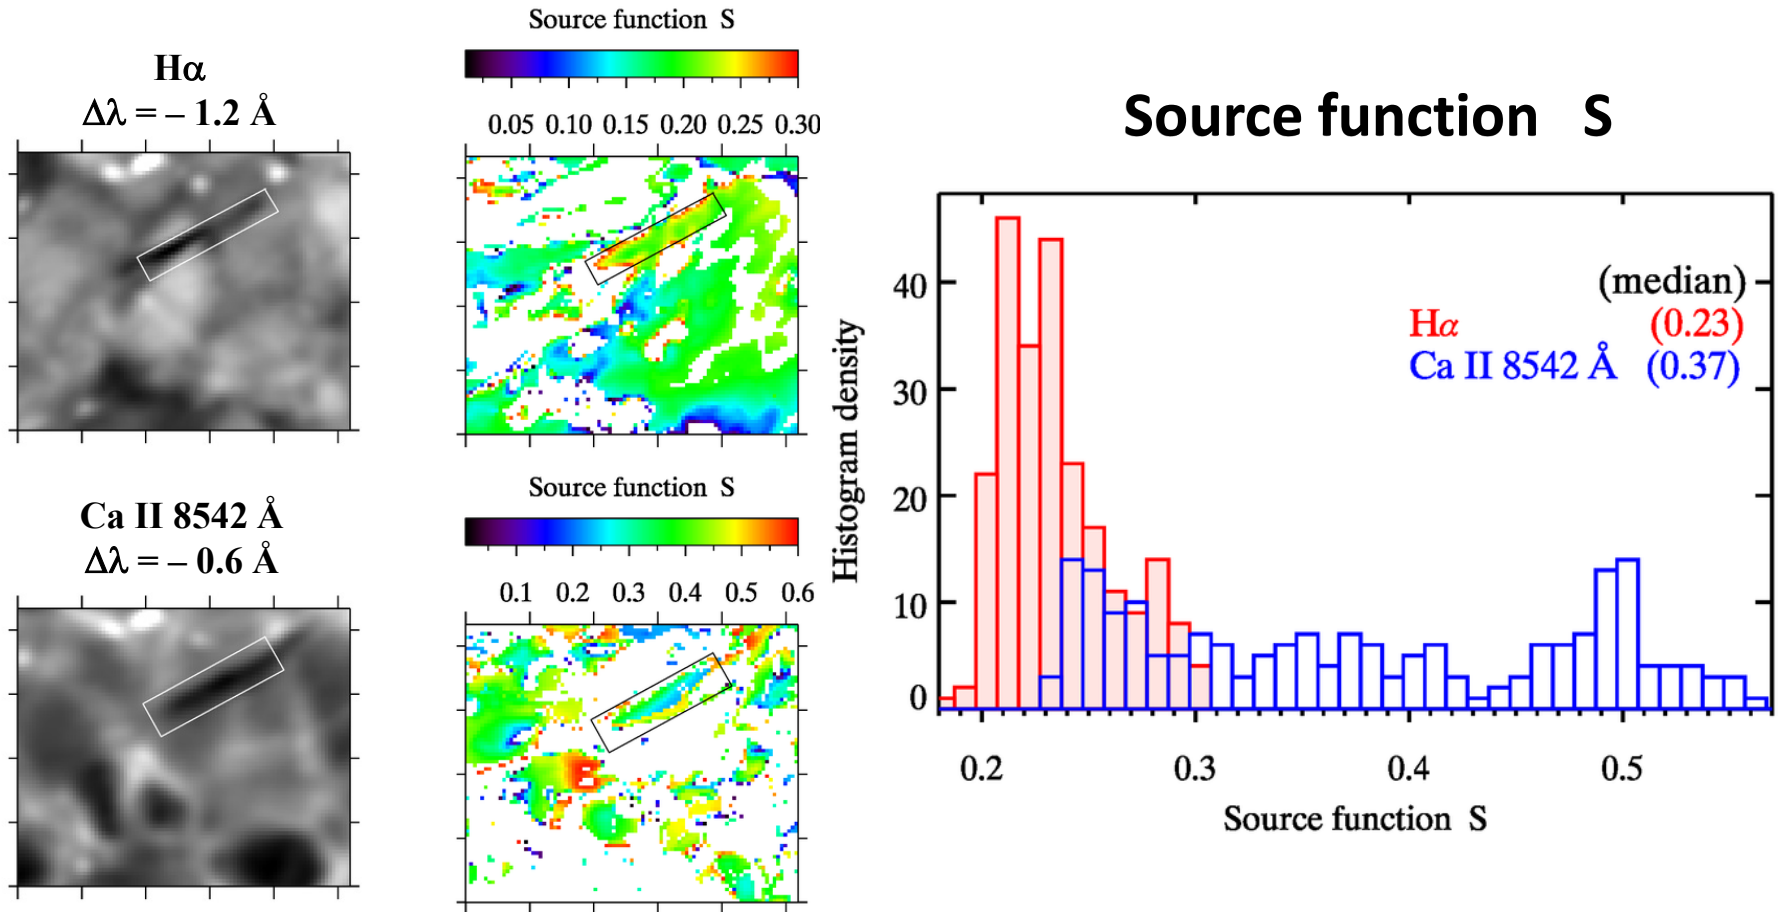 Hα
Δλ = – 1.2 Å
Source function S
0.05 0.10 0.15 0.20 0.25 0.30
Ca II 8542 Å
Δλ = – 0.6 Å
Source function S
0.1 0.2 0.3 0.4 0.5 0.6
Source function S
Histogram density
40
30
20
10
0
(median)
Hα (0.23)
Ca II 8542 Å (0.37)
0.2 0.3 0.4 0.5
Source function S